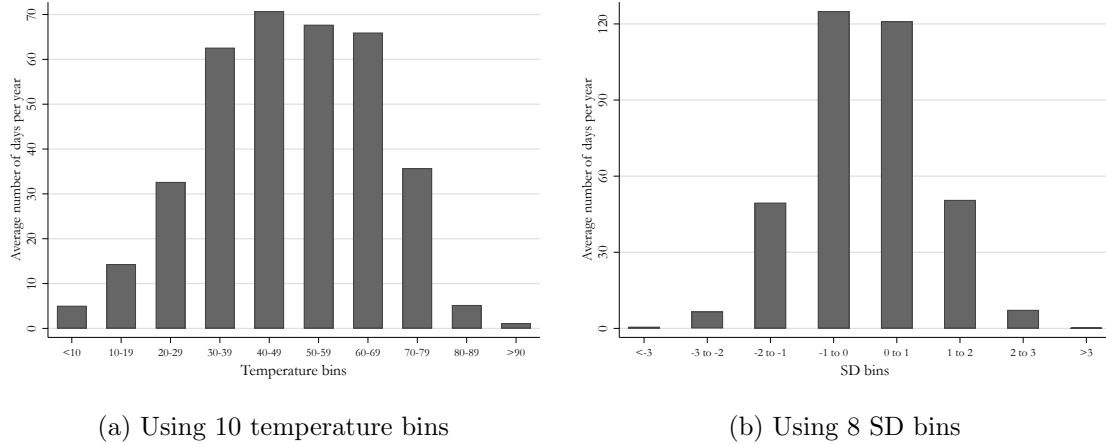 Average number of days per year
70
60
50
40
30
20
10
0
<10 10-19 20-29 30-39 40-49 50-59 60-69 70-79 80-89 >90
Temperature bins
(a) Using 10 temperature bins
Average number of days per year
120
90
60
30
0
<-3 -3 to -2 -2 to -1 -1 to 0 0 to 1 1 to 2 2 to 3 >3
SD bins
(b) Using 8 SD bins